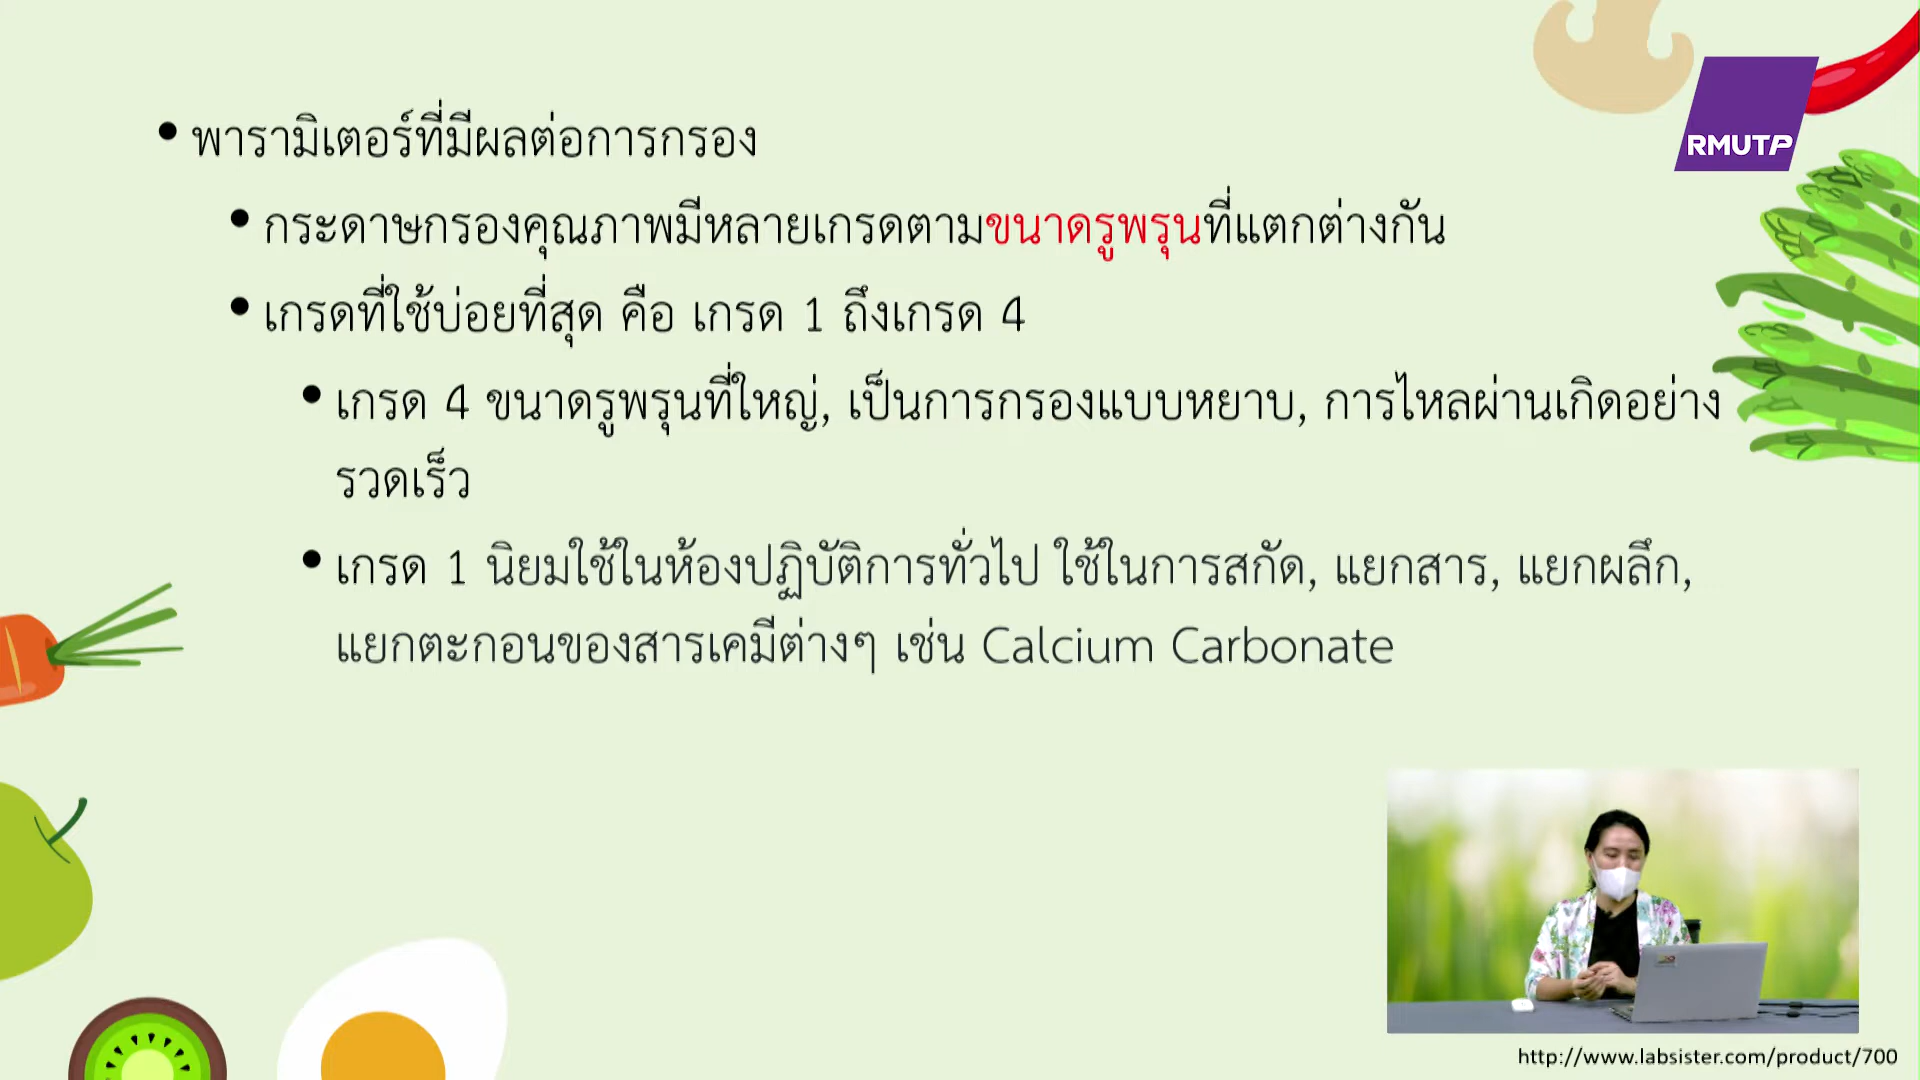 RMUTP
• พารามิเตอร์ที่มีผลต่อการกรอง
• กระดาษกรองคุณภาพมีหลายเกรดตามขนาดรูพรุนที่แตกต่างกัน
• เกรดที่ใช้บ่อยที่สุด คือ เกรด 1 ถึงเกรด 4
• เกรด 4 ขนาดรูพรุนที่ใหญ่, เป็นการกรองแบบหยาบ, การไหลผ่านเกิดอย่าง
รวดเร็ว
• เกรด 1 นิยมใช้ในห้องปฏิบัติการทั่วไป ใช้ในการสกัด, แยกสาร, แยกผลึก,
แยกตะกอนของสารเคมีต่างๆ เช่น Calcium Carbonate
http://www.labsister.com/product/700